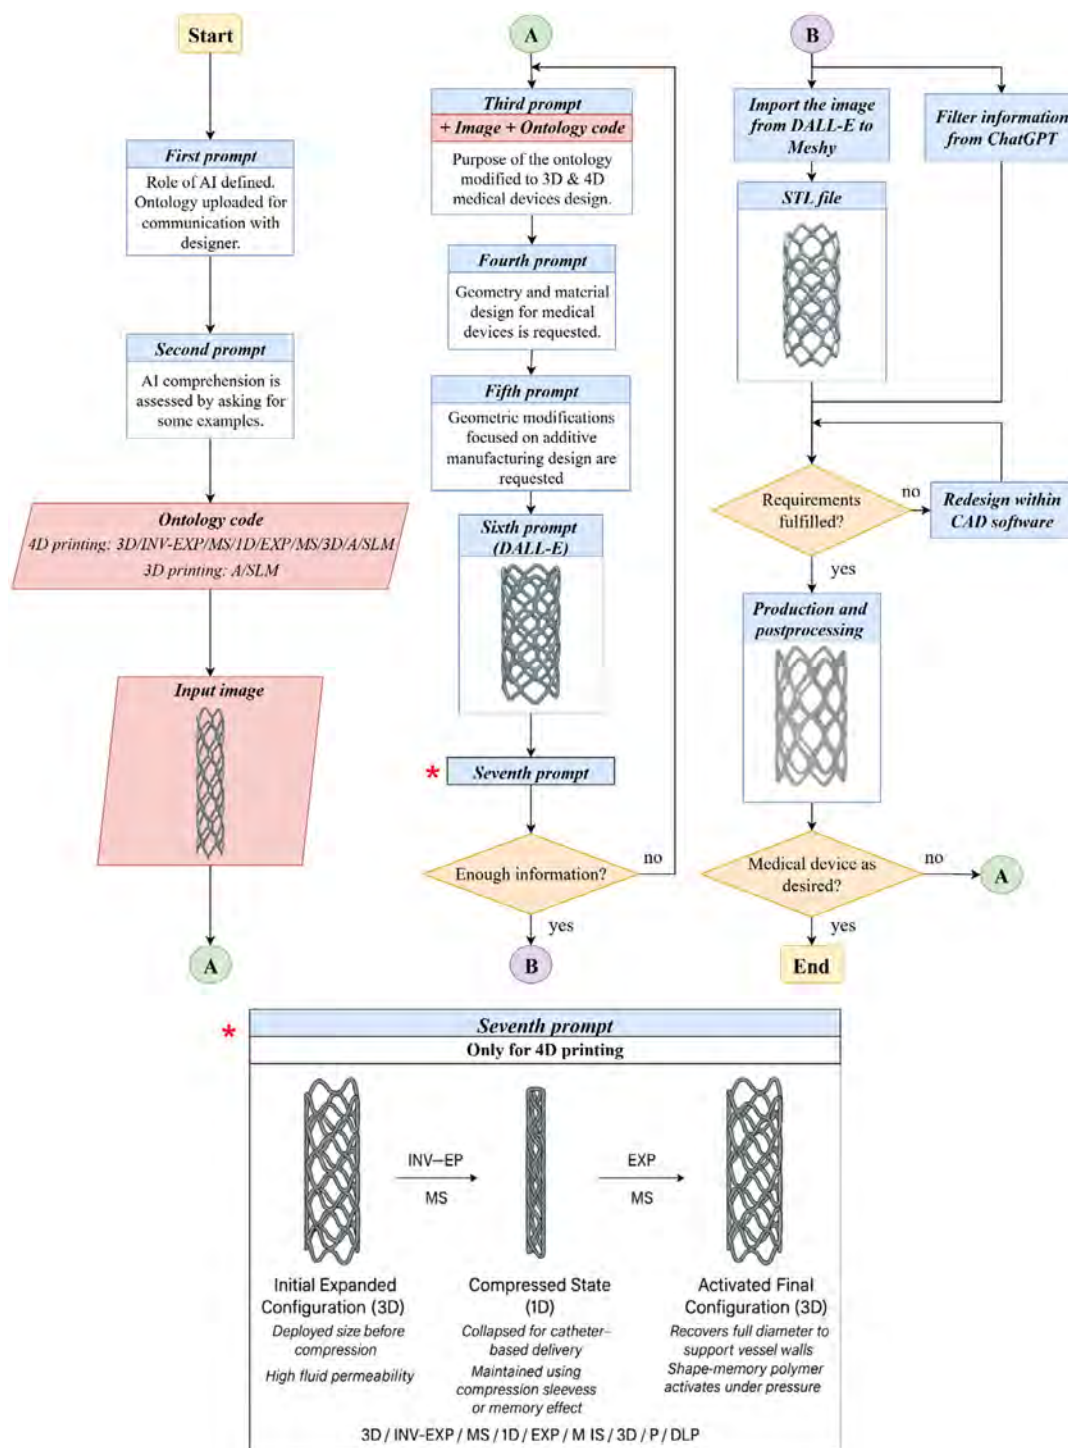 Start
First prompt
Role of AI defined.
Ontology uploaded for
communication with
designer.
Second prompt
AI comprehension is
assessed by asking for
some examples.
Ontology code
4D printing: 3D/INV-EXP/MS/1D/EXP/MS/3D/A/SLM
3D printing: A/SLM
Input image
A
A
Third prompt
+ Image + Ontology code
Purpose of the ontology
modified to 3D & 4D
medical devices design.
Fourth prompt
Geometry and material
design for medical
devices is requested.
Fifth prompt
Geometric modifications
focused on additive
manufacturing design are
requested
Sixth prompt
(DALL-E)
* Seventh prompt
Enough information?
no
yes
B
B
Import the image
from DALL-E to
Meshy
Filter information
from ChatGPT
STL file
Requirements
fulfilled?
no
Redesign within
CAD software
yes
Production and
postprocessing
Medical device as
desired?
no
A
yes
End
* Seventh prompt
Only for 4D printing
INV–EP
MS
EXP
MS
Initial Expanded
Configuration (3D)
Deployed size before
compression
High fluid permeability
Compressed State
(1D)
Collapsed for catheter–
based delivery
Maintained using
compression sleevess
or memory effect
Activated Final
Configuration (3D)
Recovers full diameter to
support vessel walls
Shape-memory polymer
activates under pressure
3D / INV-EXP / MS / 1D / EXP / M IS / 3D / P / DLP